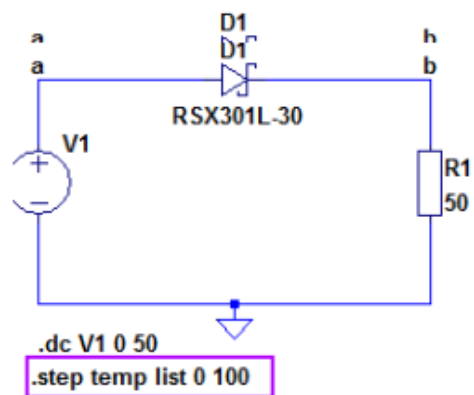 a D1 b
a D1 b
RSX301L-30
V1
R1
50
.dc V1 0 50
.step temp list 0 100